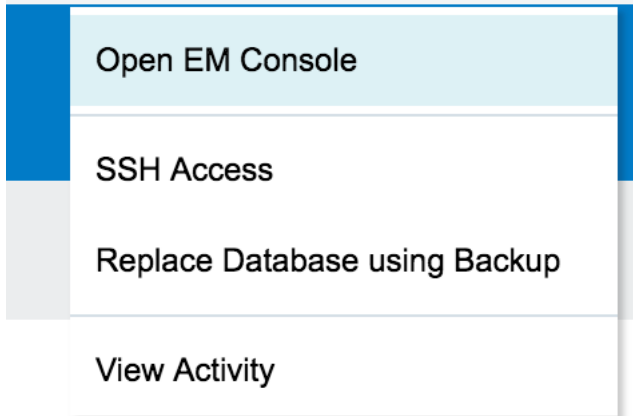 Open EM Console
SSH Access
Replace Database using Backup
View Activity